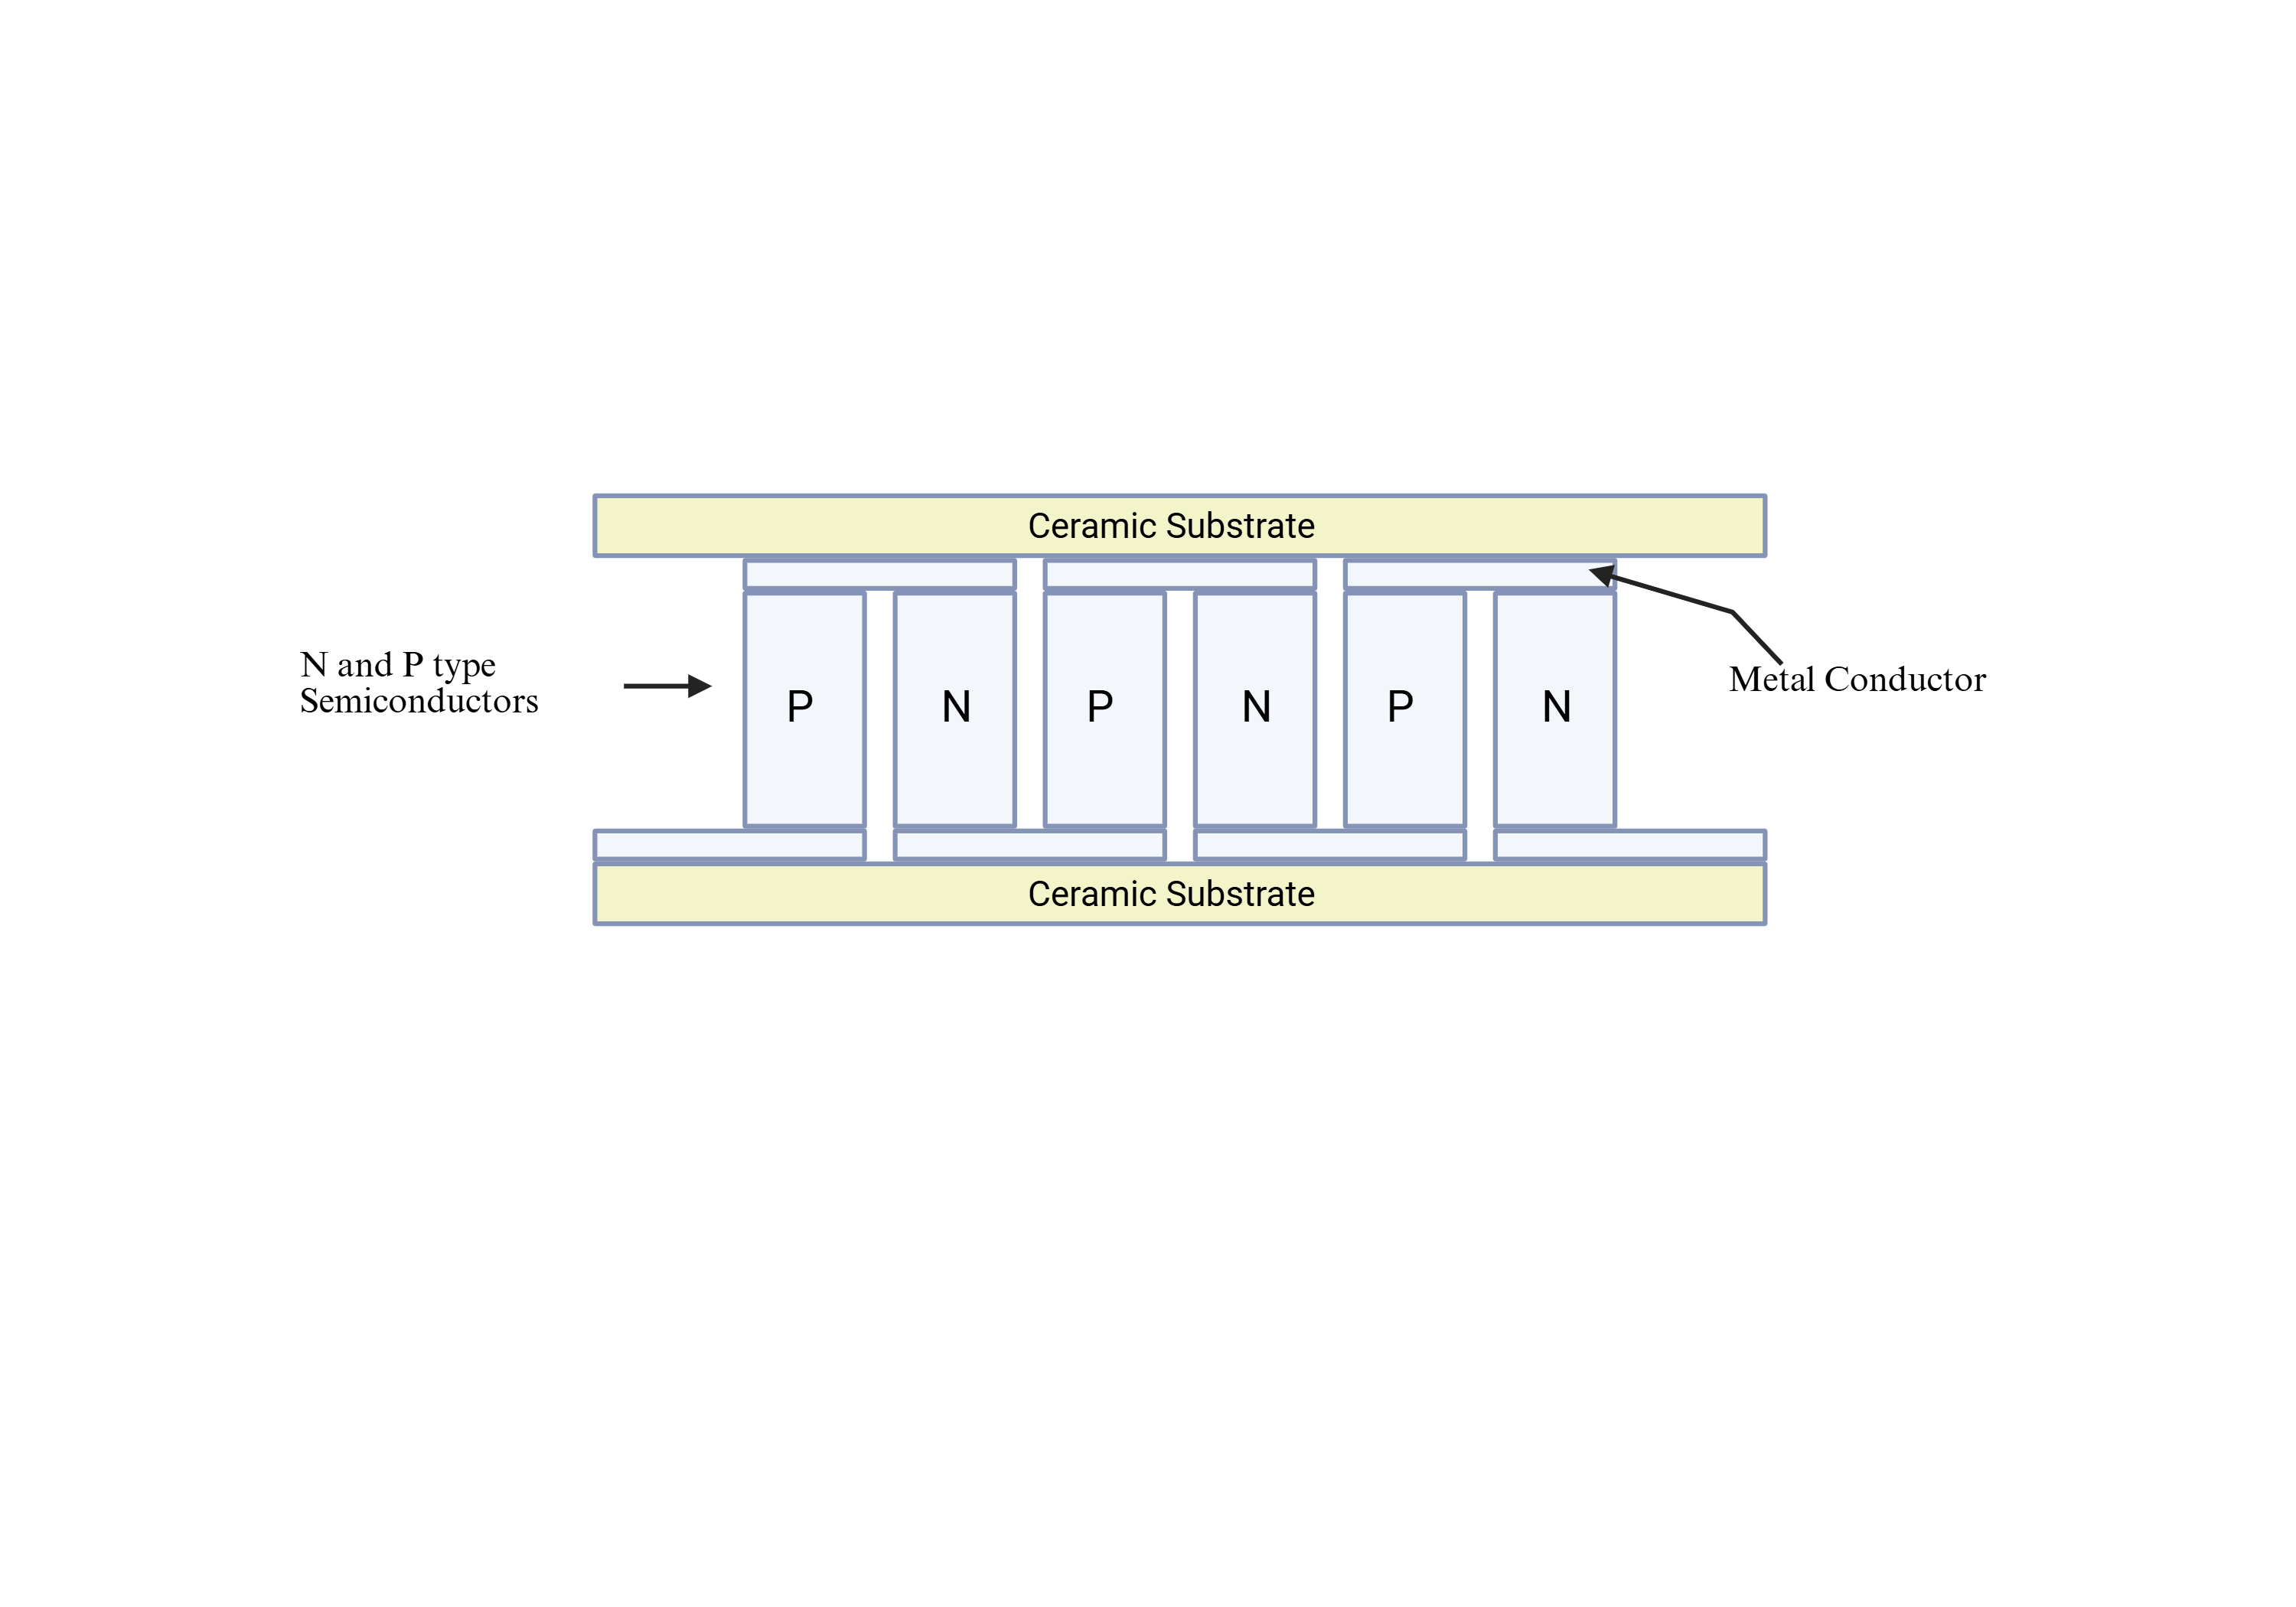 Ceramic Substrate
N and P type
Semiconductors
P
N
P
N
P
N
Metal Conductor
Ceramic Substrate